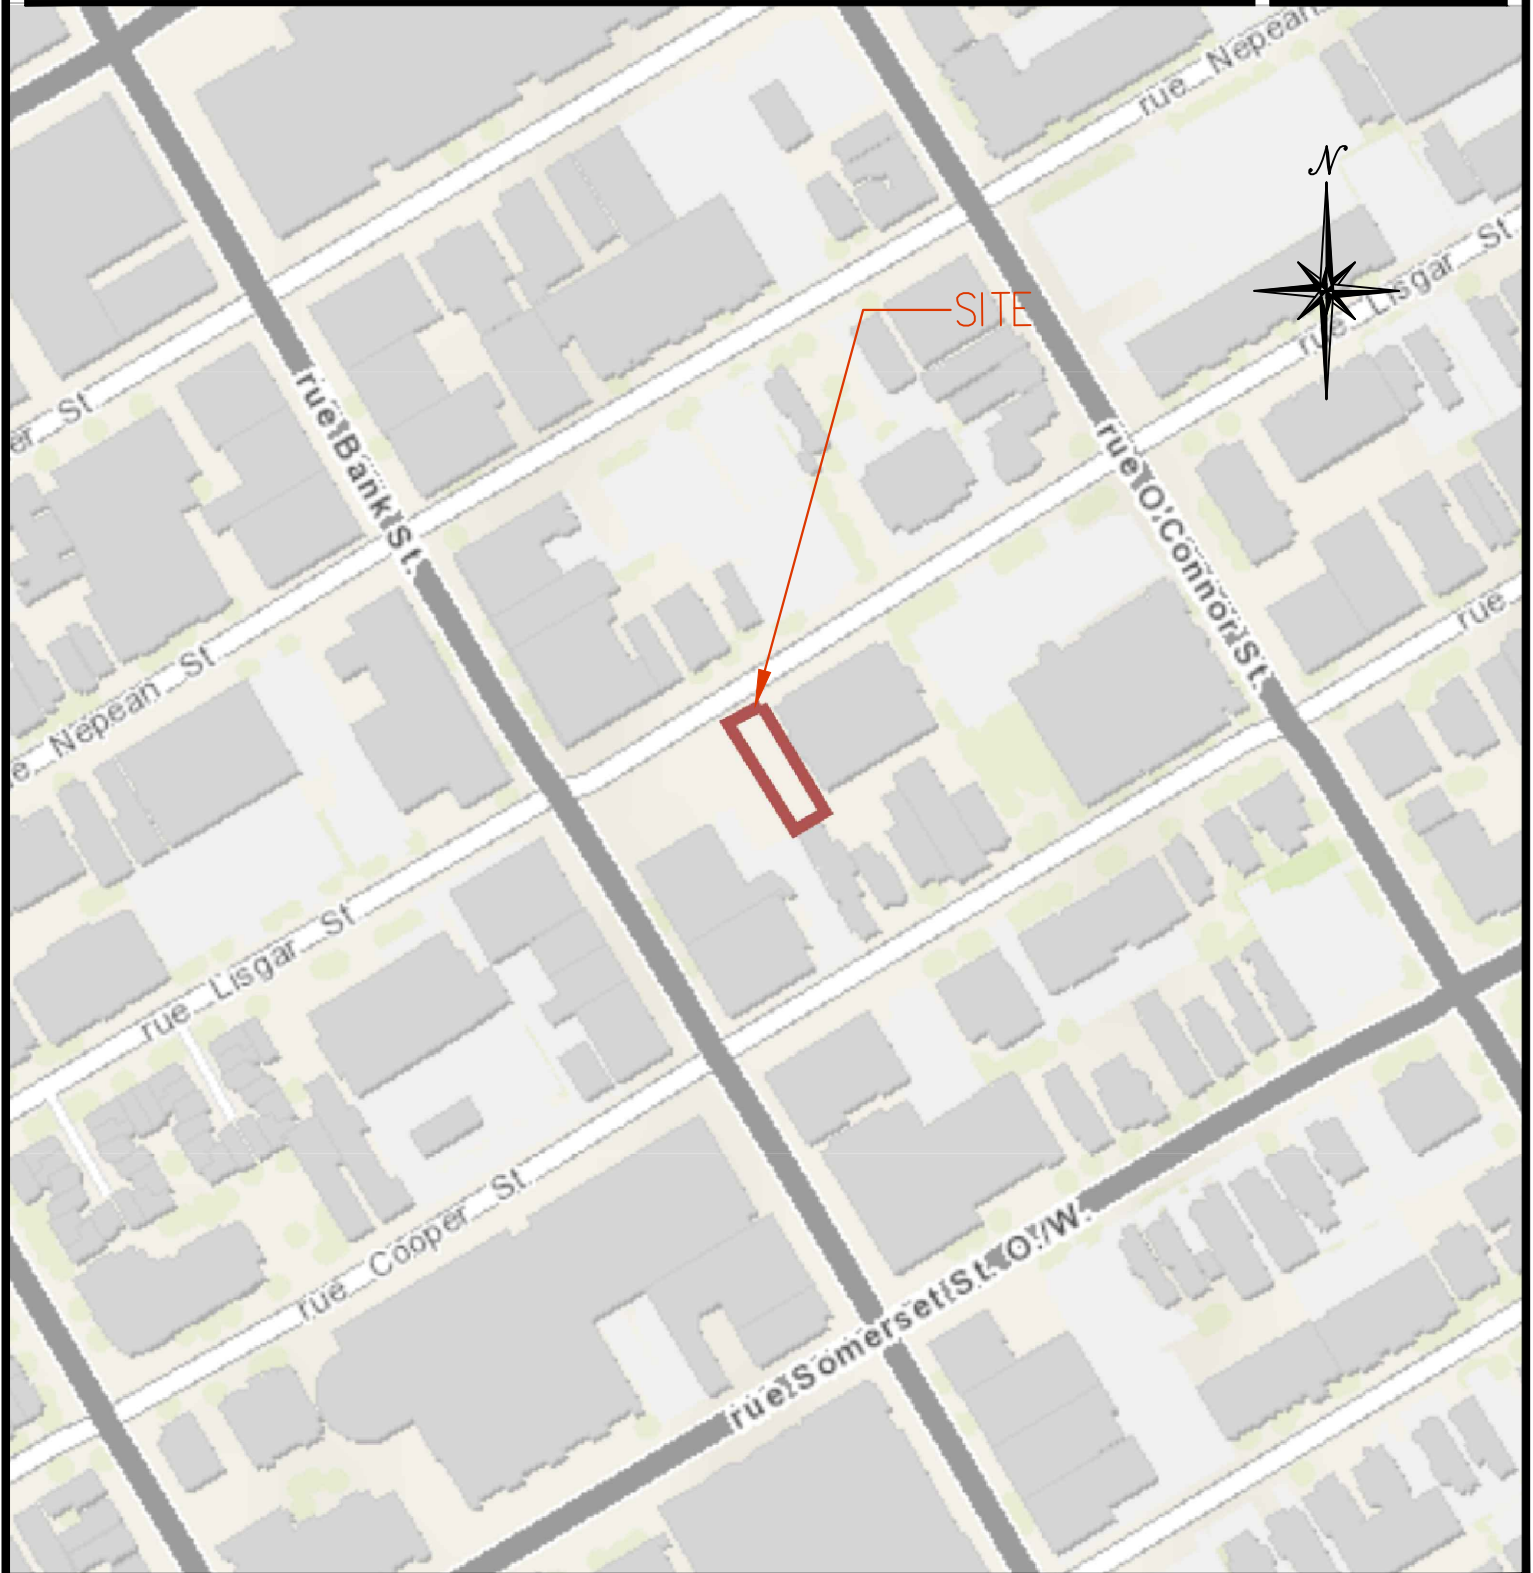 rue Nepean
N
rue Lisgar St
SITE
er St
rue Bank St.
rue O'Connor St.
rue
e Nepean St
rue Lisgar St
rue Cooper St
rue Somerset St. O./W.